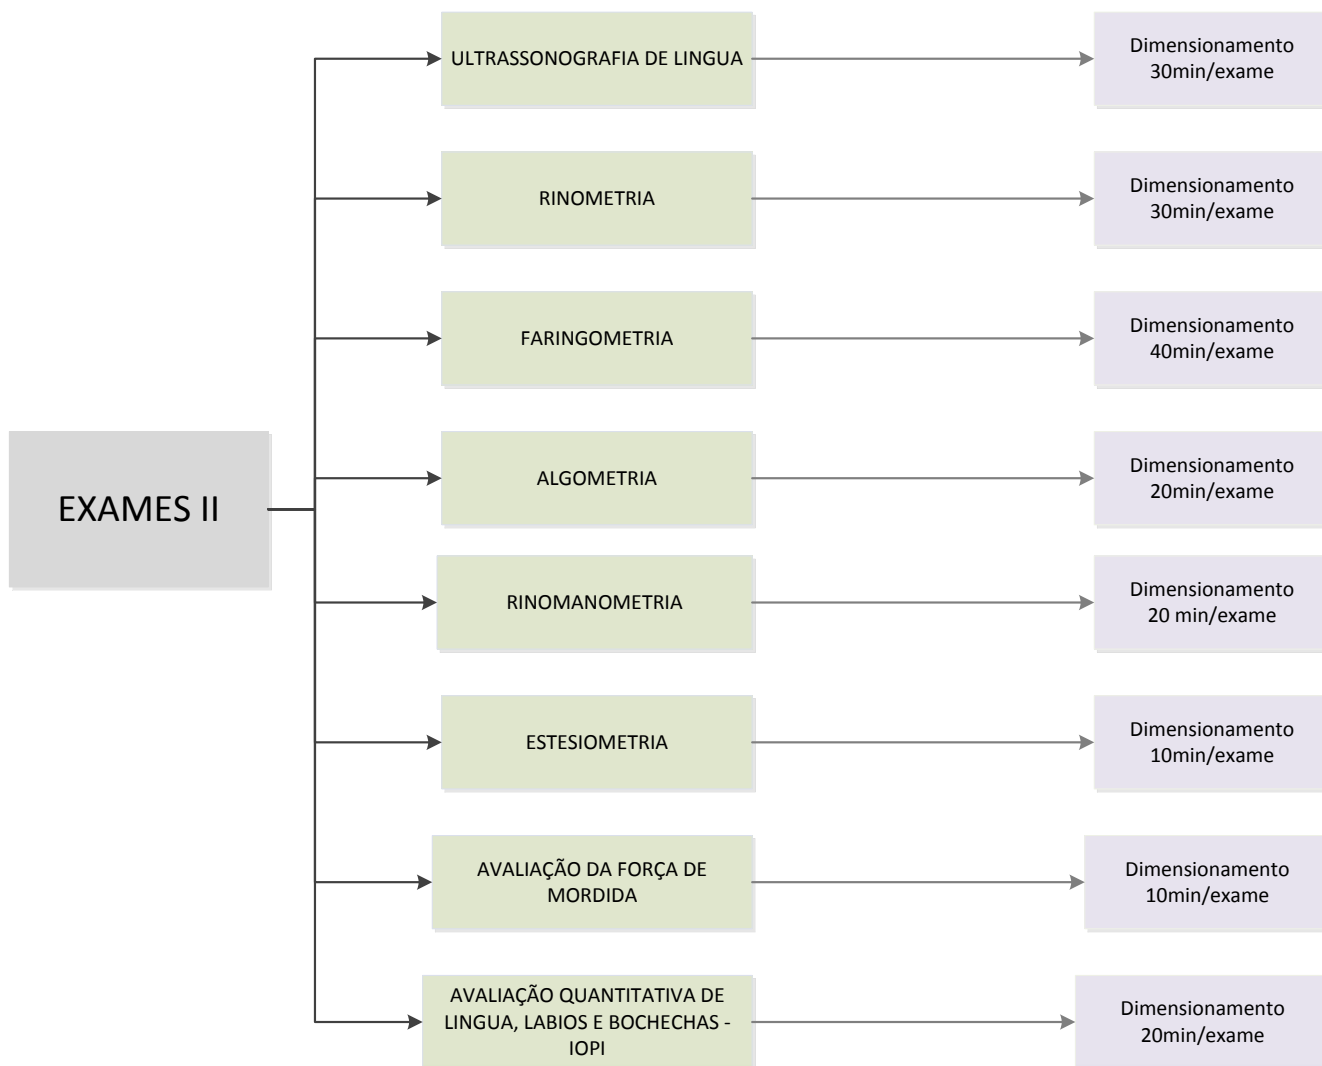 ULTRASSONOGRAFIA DE LINGUA
Dimensionamento
30min/exame
RINOMETRIA
Dimensionamento
30min/exame
FARINGOMETRIA
Dimensionamento
40min/exame
EXAMES II
ALGOMETRIA
Dimensionamento
20min/exame
RINOMANOMETRIA
Dimensionamento
20 min/exame
ESTESIOMETRIA
Dimensionamento
10min/exame
AVALIAÇÃO DA FORÇA DE
MORDIDA
Dimensionamento
10min/exame
AVALIAÇÃO QUANTITATIVA DE
LINGUA, LABIOS E BOCHECHAS -
IOPI
Dimensionamento
20min/exame